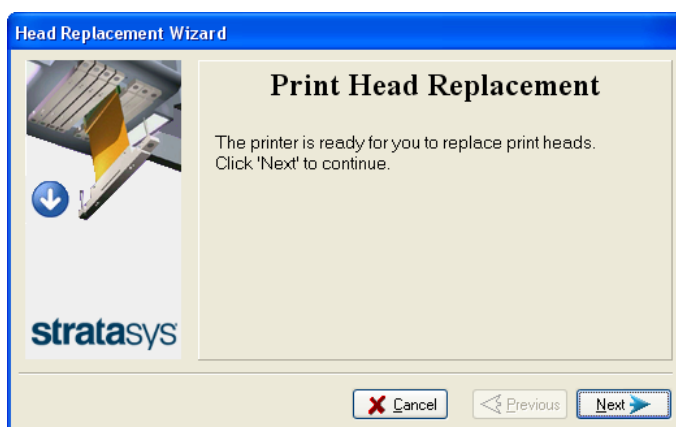 Head Replacement Wizard
Print Head Replacement
The printer is ready for you to replace print heads.
Click 'Next' to continue.
stratasys
Cancel
Previous
Next